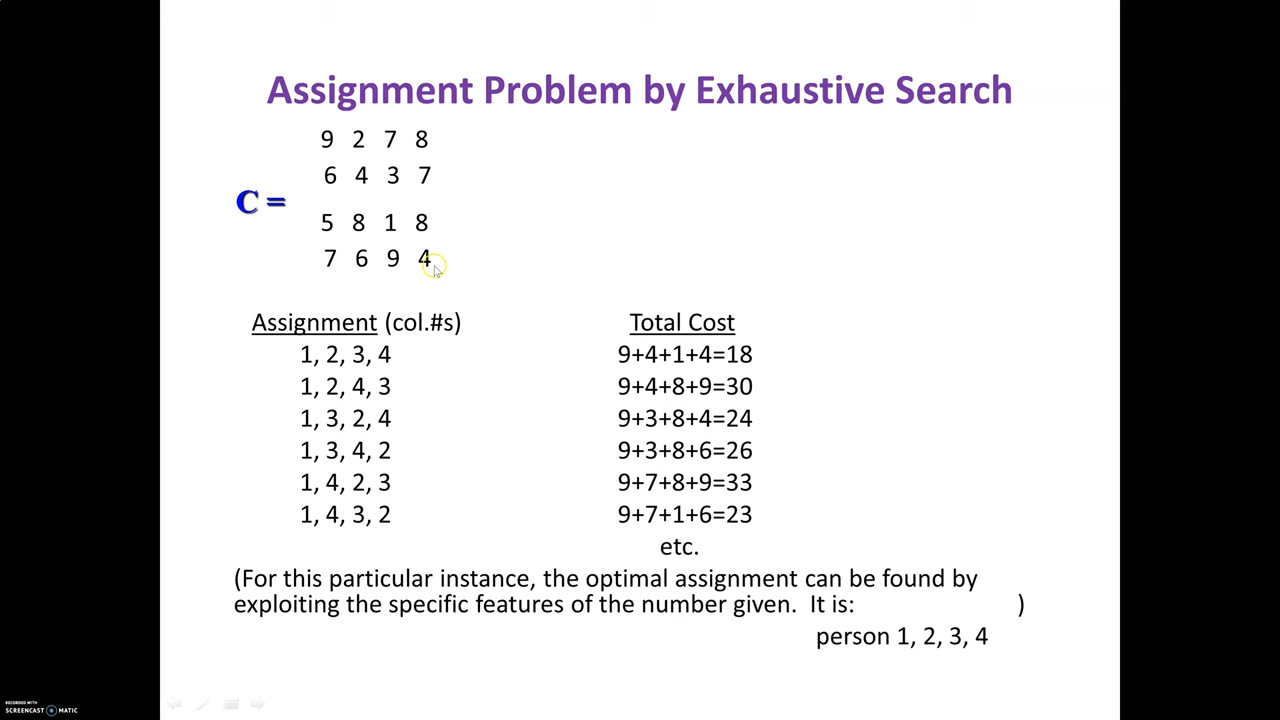 Assignment Problem by Exhaustive Search
9 2 7 8
6 4 3 7
C =
5 8 1 8
7 6 9 4
Assignment (col.#s) Total Cost
1, 2, 3, 4 9+4+1+4=18
1, 2, 4, 3 9+4+8+9=30
1, 3, 2, 4 9+3+8+4=24
1, 3, 4, 2 9+3+8+6=26
1, 4, 2, 3 9+7+8+9=33
1, 4, 3, 2 9+7+1+6=23
etc.
(For this particular instance, the optimal assignment can be found by
exploiting the specific features of the number given. It is: )
person 1, 2, 3, 4
RECORDED WITH
SCREENCAST MATIC